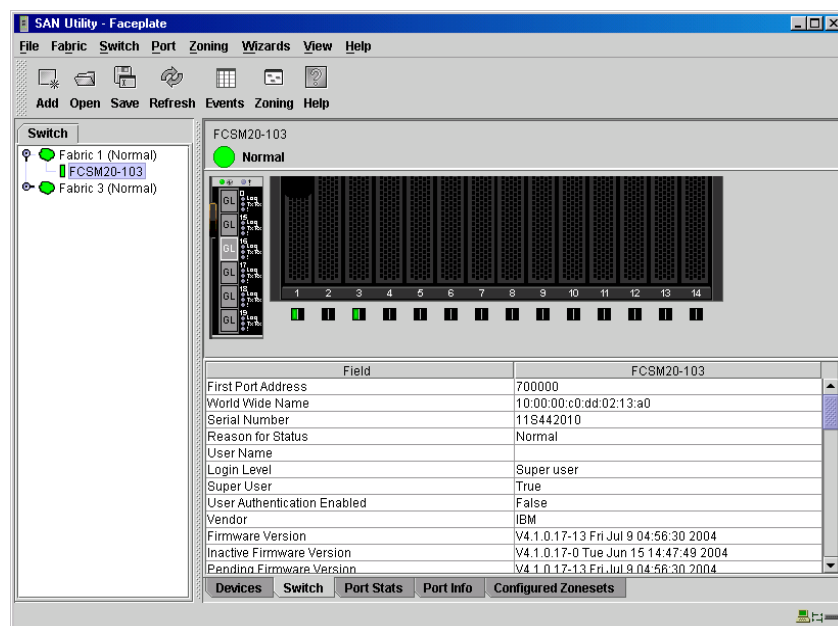 SAN Utility - Faceplate
File Fabric Switch Port Zoning Wizards View Help
Add Open Save Refresh Events Zoning Help
Switch
Fabric 1 (Normal)
FCSM20-103
Fabric 3 (Normal)
FCSM20-103
Normal
GL 0
GL 15
GL 16
GL 17
GL 18
GL 19
1 2 3 4 5 6 7 8 9 10 11 12 13 14
Field FCSM20-103
First Port Address 700000
World Wide Name 10:00:00:c0:dd:02:13:a0
Serial Number 11S442010
Reason for Status Normal
User Name
Login Level Super user
Super User True
User Authentication Enabled False
Vendor IBM
Firmware Version V4.1.0.17-13 Fri Jul 9 04:56:30 2004
Inactive Firmware Version V4.1.0.17-0 Tue Jun 15 14:47:49 2004
Pending Firmware Version V4.1.0.17-13 Fri Jul 9 04:56:30 2004
Devices Switch Port Stats Port Info Configured Zonesets